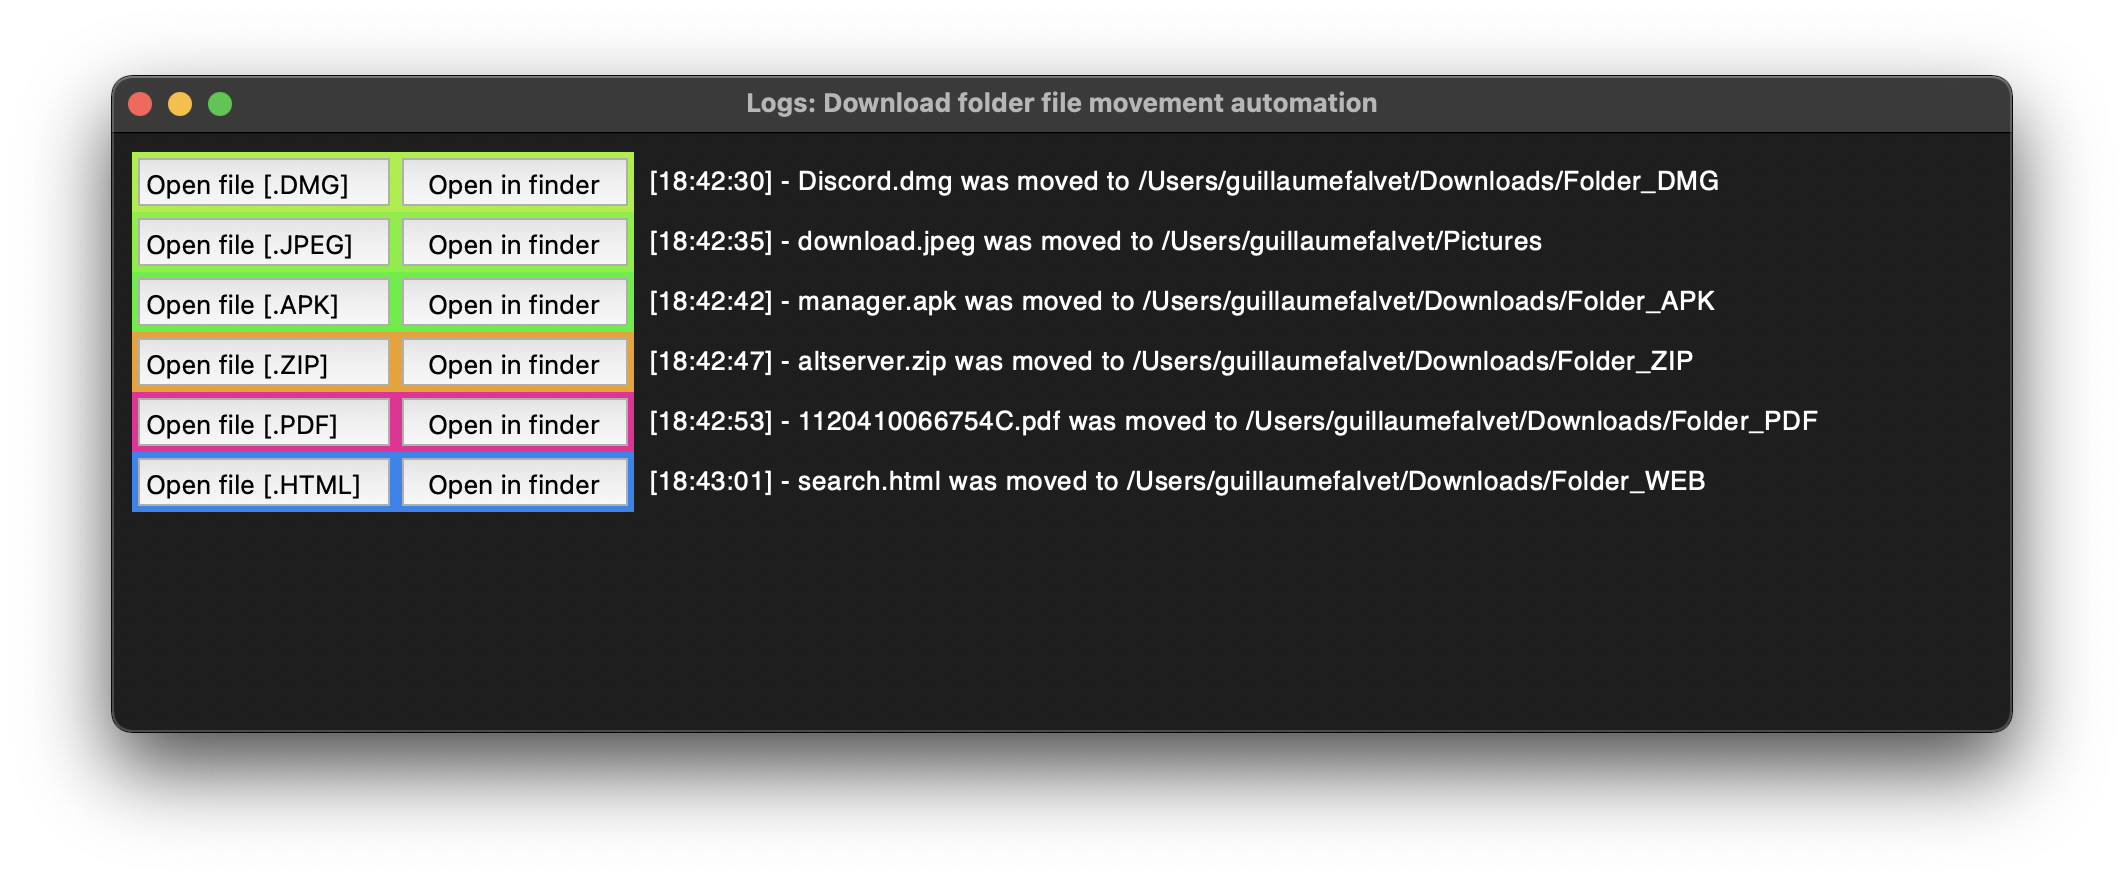 Logs: Download folder file movement automation
Open file [.DMG] Open in finder [18:42:30] - Discord.dmg was moved to /Users/guillaumefalvet/Downloads/Folder_DMG
Open file [.JPEG] Open in finder [18:42:35] - download.jpeg was moved to /Users/guillaumefalvet/Pictures
Open file [.APK] Open in finder [18:42:42] - manager.apk was moved to /Users/guillaumefalvet/Downloads/Folder_APK
Open file [.ZIP] Open in finder [18:42:47] - altserver.zip was moved to /Users/guillaumefalvet/Downloads/Folder_ZIP
Open file [.PDF] Open in finder [18:42:53] - 1120410066754C.pdf was moved to /Users/guillaumefalvet/Downloads/Folder_PDF
Open file [.HTML] Open in finder [18:43:01] - search.html was moved to /Users/guillaumefalvet/Downloads/Folder_WEB